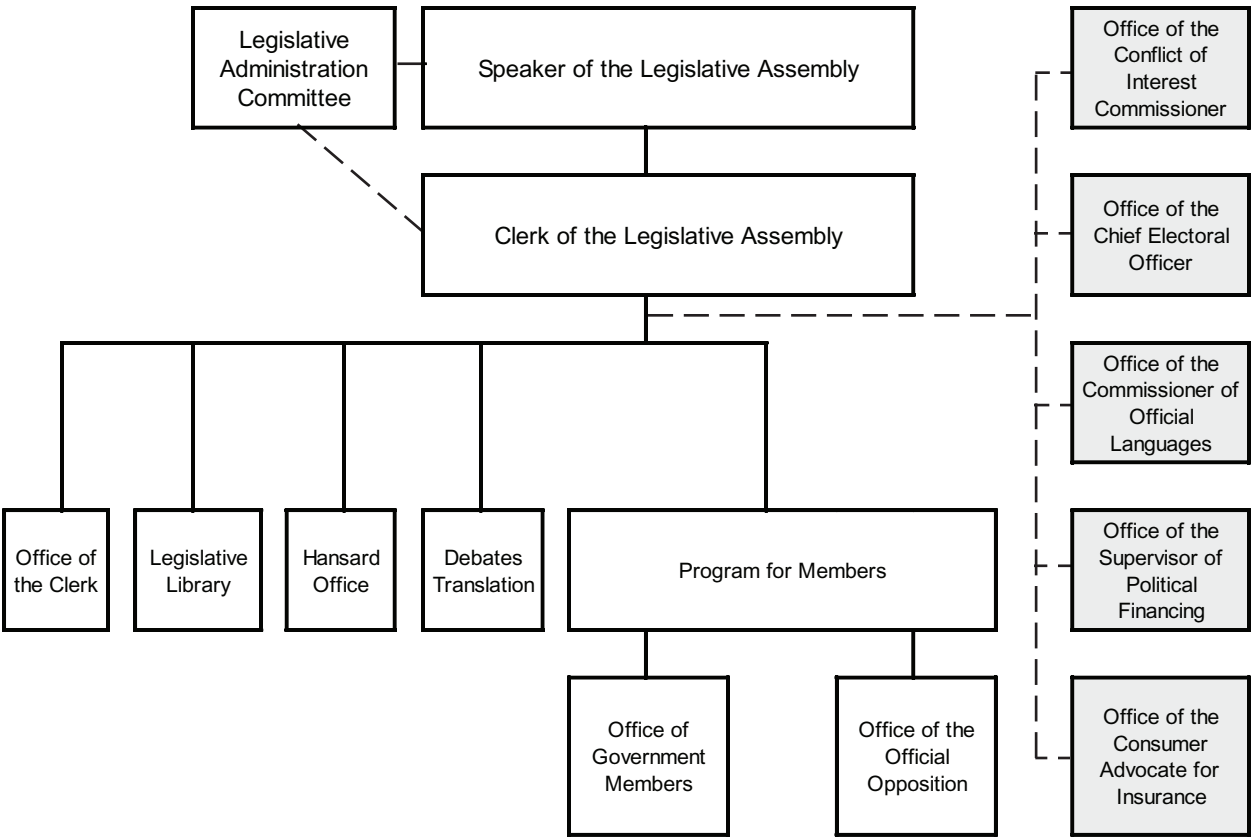 Legislative
Administration
Committee
Speaker of the Legislative Assembly
Office of the
Conflict of
Interest
Commissioner
Clerk of the Legislative Assembly
Office of the
Chief Electoral
Officer
Office of the
Commissioner of
Official
Languages
Office of
the Clerk
Legislative
Library
Hansard
Office
Debates
Translation
Program for Members
Office of the
Supervisor of
Political
Financing
Office of
Government
Members
Office of the
Official
Opposition
Office of the
Consumer
Advocate for
Insurance